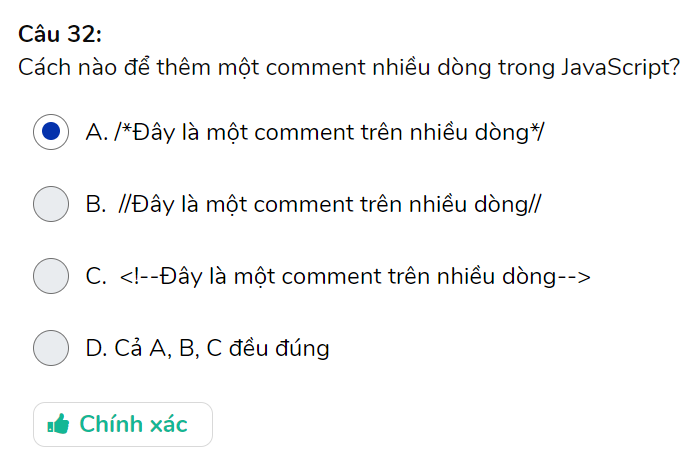 Câu 32:
Cách nào để thêm một comment nhiều dòng trong JavaScript?
A. /*Đây là một comment trên nhiều dòng*/
B. //Đây là một comment trên nhiều dòng//
C. <!--Đây là một comment trên nhiều dòng-->
D. Cả A, B, C đều đúng
Chính xác